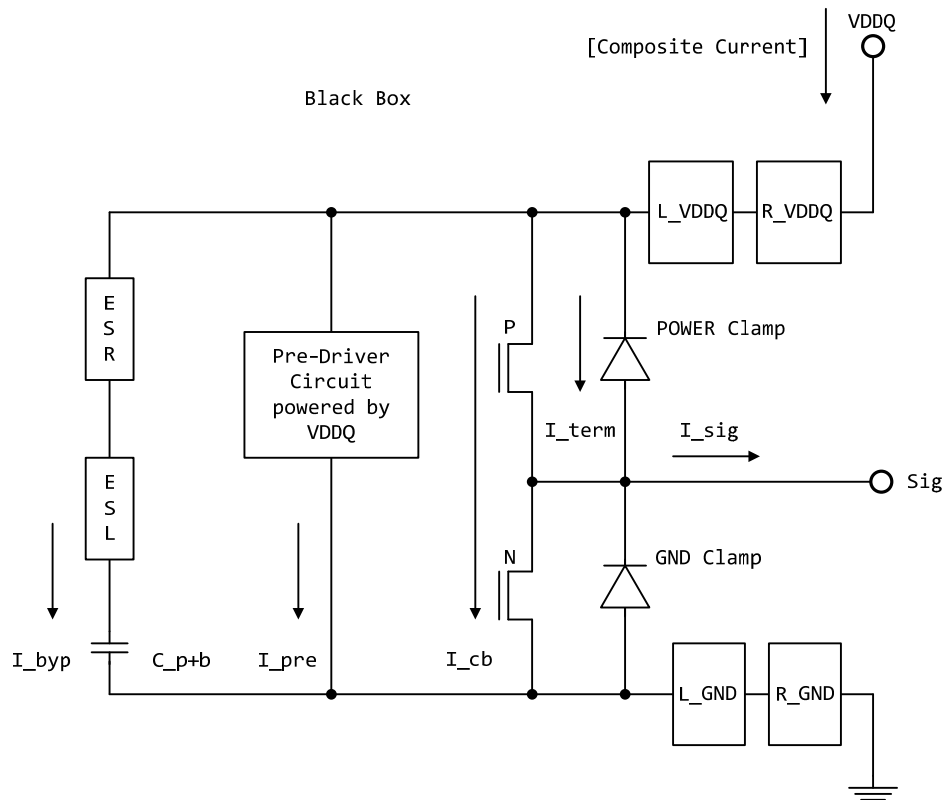 VDDQ
[Composite Current]
Black Box
L_VDDQ
R_VDDQ
E
S
R
P
POWER Clamp
Pre-Driver
Circuit
powered by
VDDQ
I_term
I_sig
E
S
L
Sig
N
GND Clamp
I_byp
C_p+b
I_pre
I_cb
L_GND
R_GND